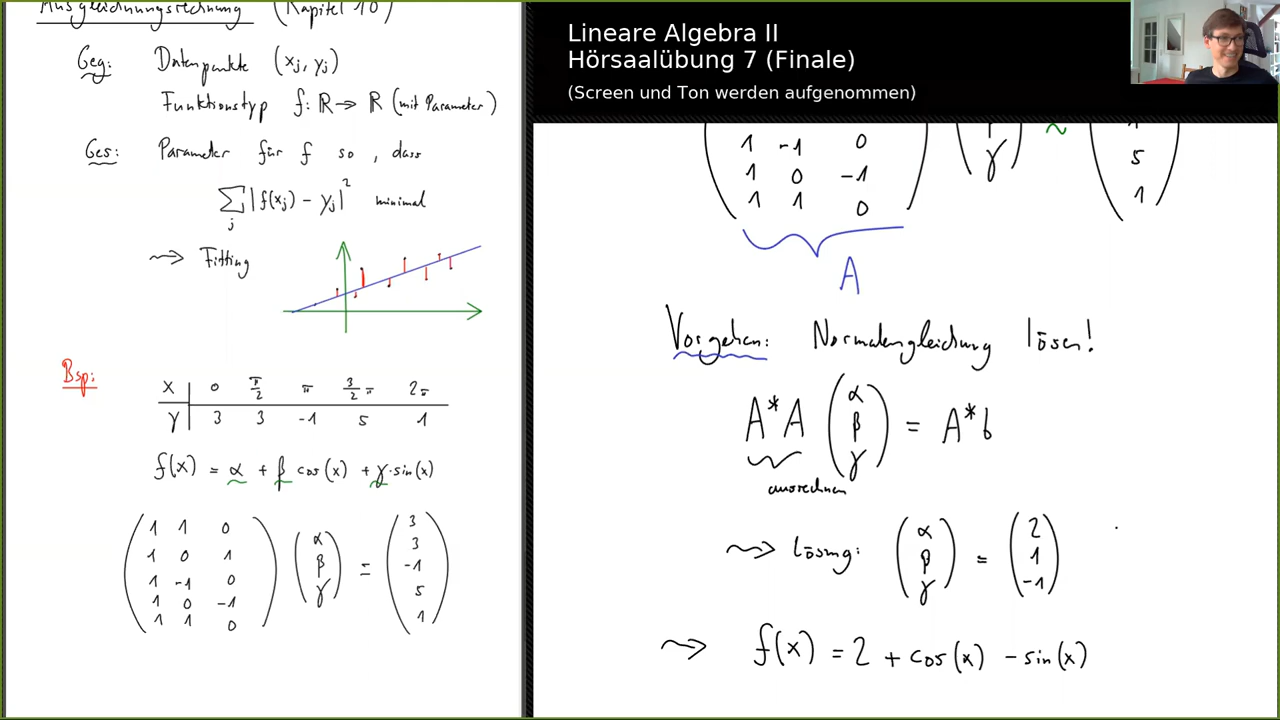 Ausgleichungsrechnung (Kapitel 10)
Geg: Datenpunkte (xj, yj)
Funktionstyp f: ℝ → ℝ (mit Parameter)
Ges: Parameter für f so, dass
∑j |f(xj) - yj|² minimal
⇝ Fitting
Bsp:
x | 0 π/2 π 3/2 π 2π
y | 3 3 -1 5 1
f(x) = α + β cos(x) + γ·sin(x)
( 1 1 0 ) ( 3 )
( 1 0 1 ) ( α ) ( 3 )
( 1 -1 0 ) ( β ) = ( -1 )
( 1 0 -1 ) ( γ ) ( 5 )
( 1 1 0 ) ( 1 )
Lineare Algebra II
Hörsaalübung 7 (Finale)
(Screen und Ton werden aufgenommen)
1 -1 0
1 0 -1 γ 5
1 1 0 1
A
Vorgehen: Normalengleichung lösen!
A*A ( α β γ ) = A*b
ausrechnen
⇝ Lösung: ( α β γ ) = ( 2 1 -1 )
⇝ f(x) = 2 + cos(x) - sin(x)